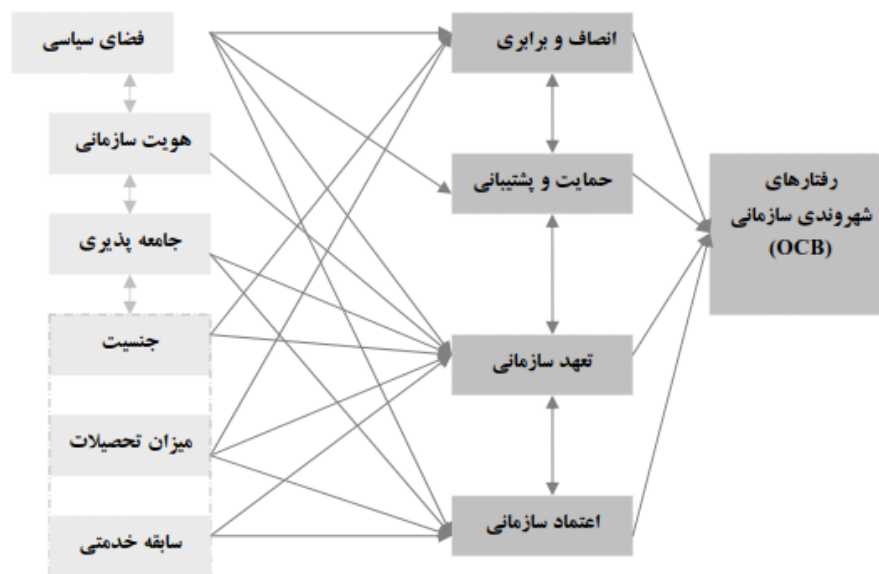 فضای سیاسی
هویت سازمانی
جامعه پذیری
جنسیت
میزان تحصیلات
سابقه خدمتی
انصاف و برابری
حمایت و پشتیبانی
تعهد سازمانی
اعتماد سازمانی
رفتارهای
شهروندی سازمانی
(OCB)